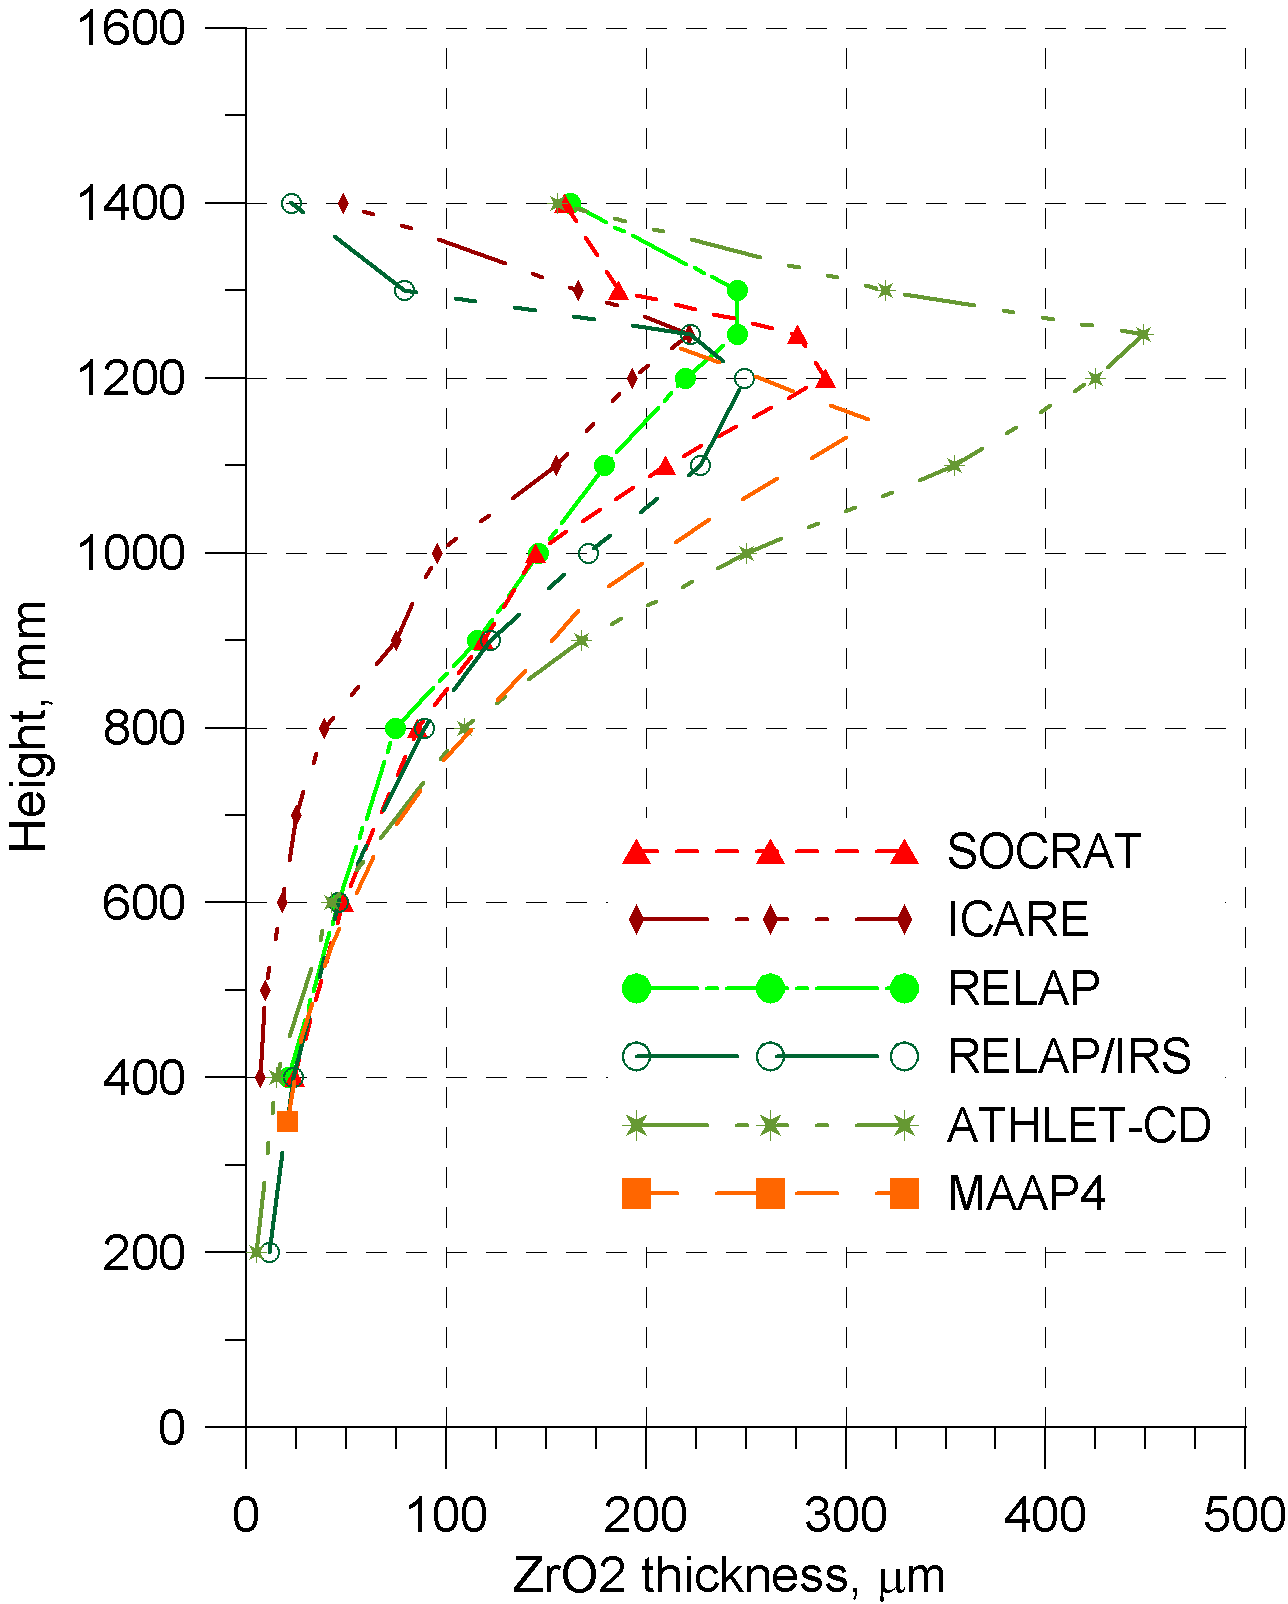 1600
1400
1200
1000
800
600
400
200
0
Height, mm
SOCRAT
ICARE
RELAP
RELAP/IRS
ATHLET-CD
MAAP4
0 100 200 300 400 500
ZrO2 thickness, μm